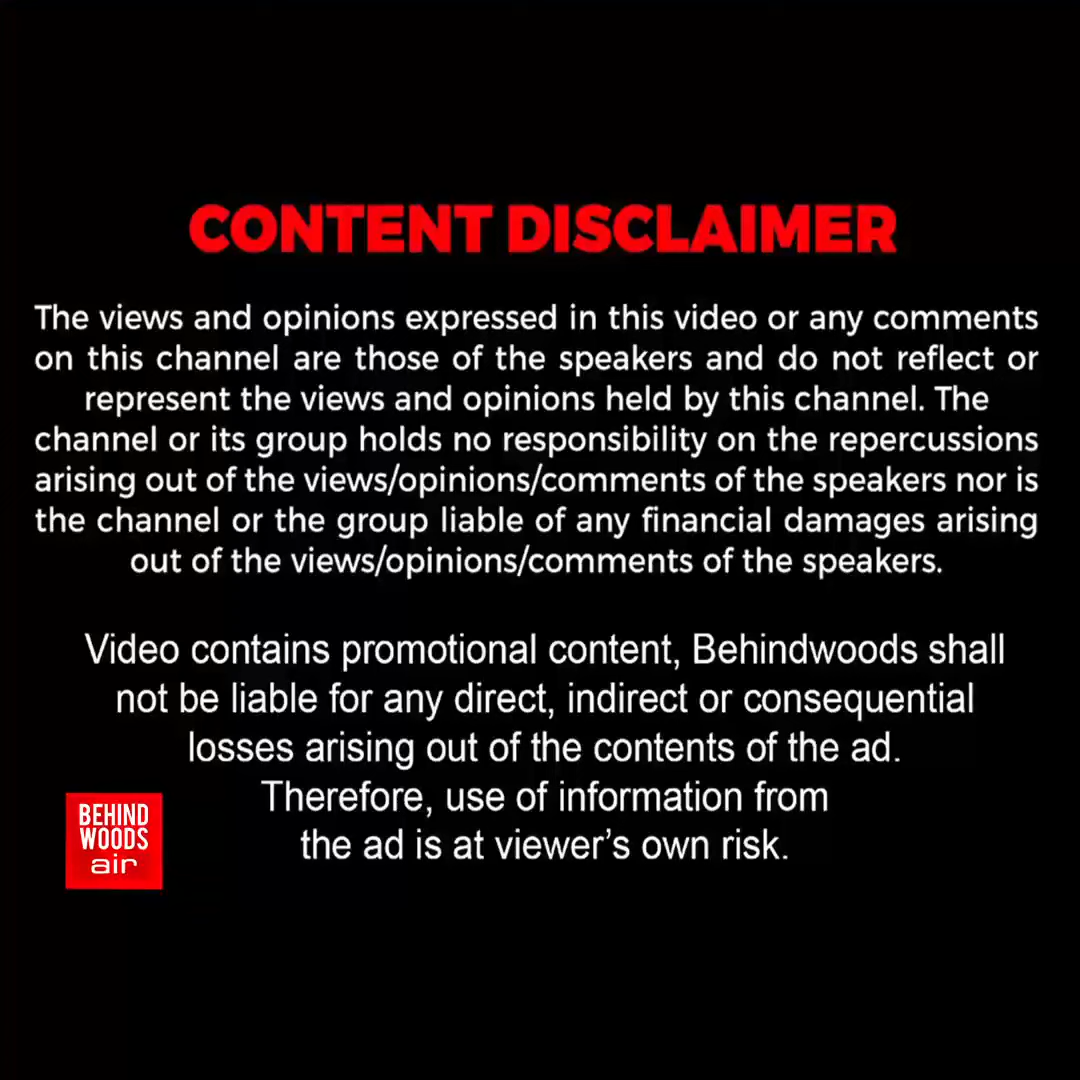 CONTENT DISCLAIMER
The views and opinions expressed in this video or any comments
on this channel are those of the speakers and do not reflect or
represent the views and opinions held by this channel. The
channel or its group holds no responsibility on the repercussions
arising out of the views/opinions/comments of the speakers nor is
the channel or the group liable of any financial damages arising
out of the views/opinions/comments of the speakers.
Video contains promotional content, Behindwoods shall
not be liable for any direct, indirect or consequential
losses arising out of the contents of the ad.
Therefore, use of information from
the ad is at viewer’s own risk.
BEHIND
WOODS
air